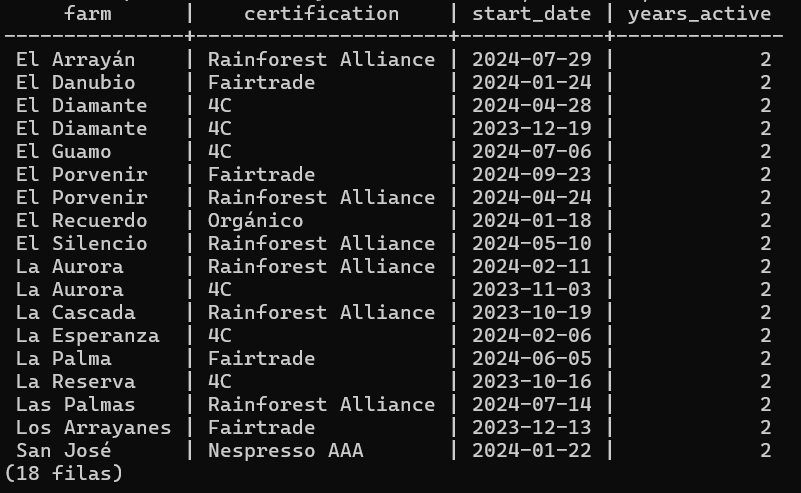 farm | certification | start_date | years_active
---------------+---------------------+------------+--------------
El Arrayán | Rainforest Alliance | 2024-07-29 | 2
El Danubio | Fairtrade | 2024-01-24 | 2
El Diamante | 4C | 2024-04-28 | 2
El Diamante | 4C | 2023-12-19 | 2
El Guamo | 4C | 2024-07-06 | 2
El Porvenir | Fairtrade | 2024-09-23 | 2
El Porvenir | Rainforest Alliance | 2024-04-24 | 2
El Recuerdo | Orgánico | 2024-01-18 | 2
El Silencio | Rainforest Alliance | 2024-05-10 | 2
La Aurora | Rainforest Alliance | 2024-02-11 | 2
La Aurora | 4C | 2023-11-03 | 2
La Cascada | Rainforest Alliance | 2023-10-19 | 2
La Esperanza | 4C | 2024-02-06 | 2
La Palma | Fairtrade | 2024-06-05 | 2
La Reserva | 4C | 2023-10-16 | 2
Las Palmas | Rainforest Alliance | 2024-07-14 | 2
Los Arrayanes | Fairtrade | 2023-12-13 | 2
San José | Nespresso AAA | 2024-01-22 | 2
(18 filas)